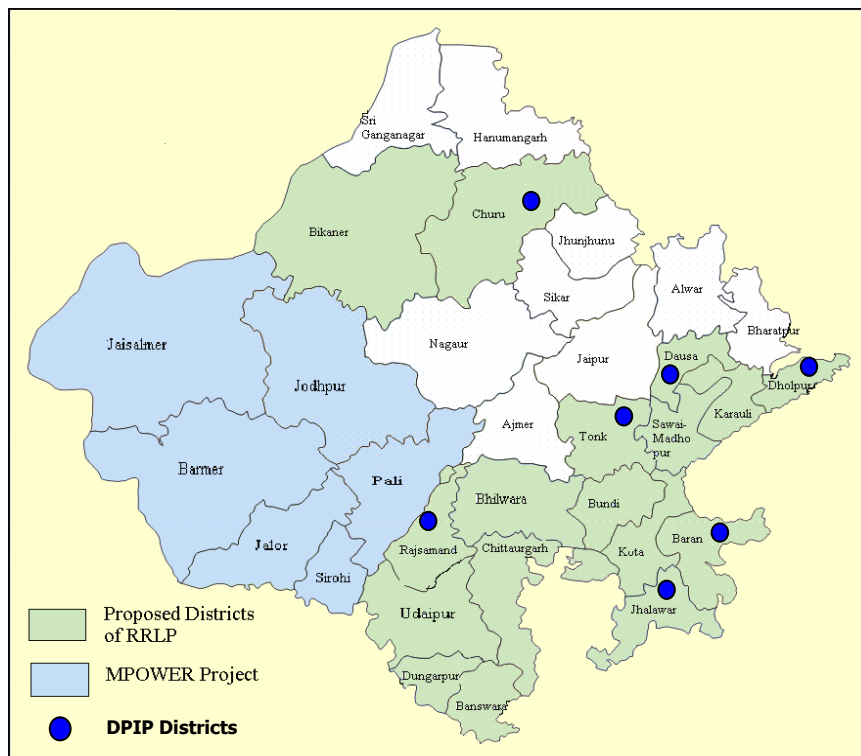 Sri
Ganganagar
Hanumangarh
Bikaner
Churu
Jhunjhunu
Sikar
Alwar
Bharatpur
Jaisalmer
Nagaur
Jaipur
Dausa
Jodhpur
Dholpur
Karauli
Ajmer
Tonk
Sawai-
Madho
pur
Barmer
Pali
Bhilwara
Bundi
Baran
Jalor
Rajsamand
Chittaurgarh
Kota
Sirohi
Jhalawar
Udaipur
Dungarpur
Banswara
Proposed Districts
of RRLP
MPOWER Project
DPIP Districts